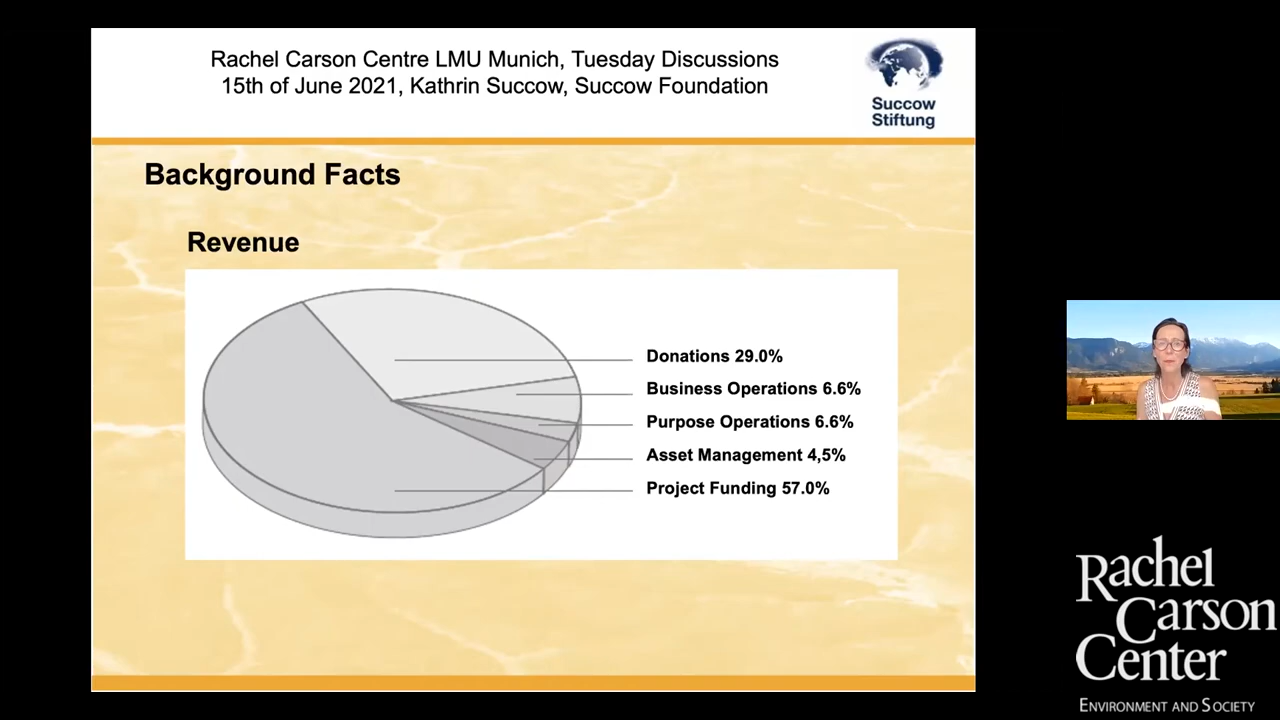 Rachel Carson Centre LMU Munich, Tuesday Discussions
15th of June 2021, Kathrin Succow, Succow Foundation
Succow
Stiftung
Background Facts
Revenue
Donations 29.0%
Business Operations 6.6%
Purpose Operations 6.6%
Asset Management 4,5%
Project Funding 57.0%
Rachel
Carson
Center
Environment and Society